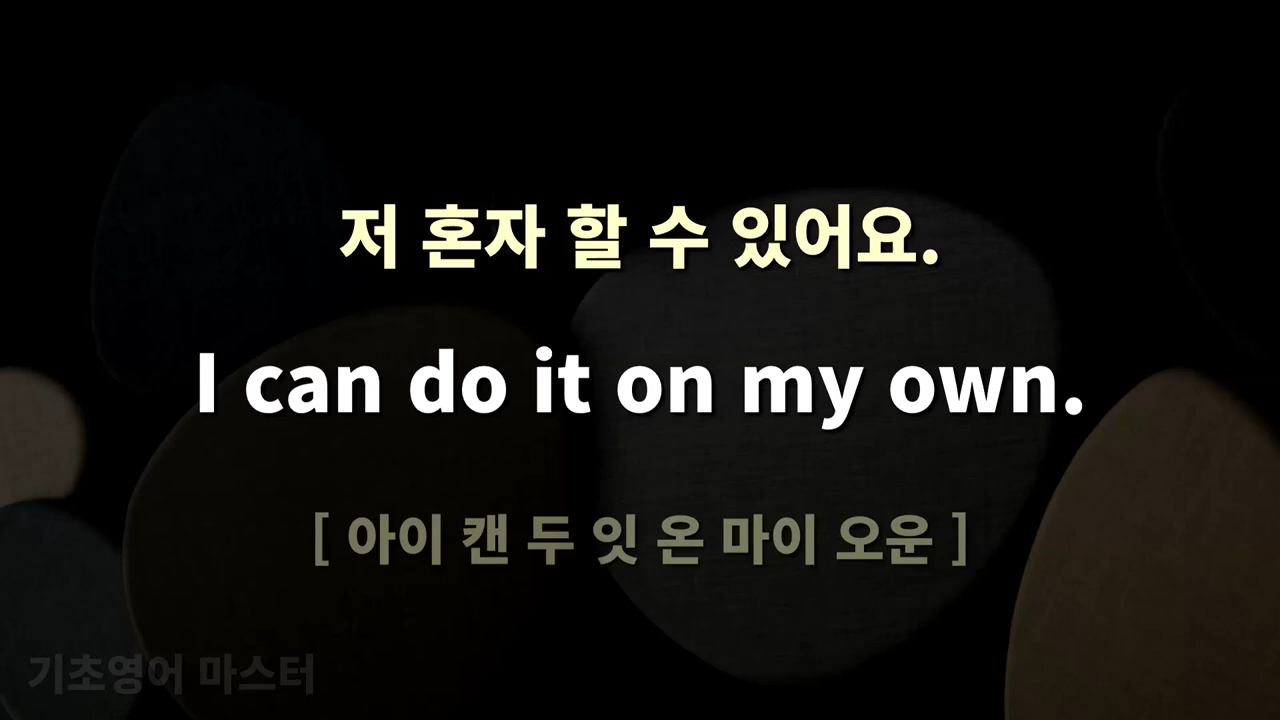 저 혼자 할 수 있어요.
I can do it on my own.
[ 아이 캔 두 잇 온 마이 오운 ]
기초영어 마스터